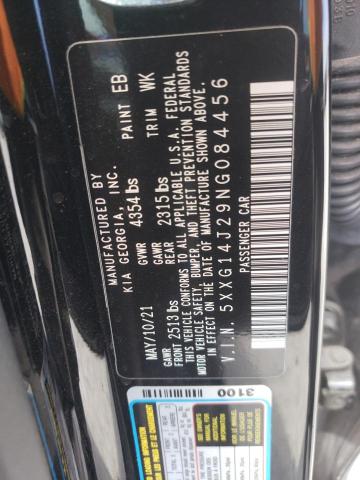 MANUFACTURED BY
KIA GEORGIA, INC.
PAINT EB
MAY/10/21
GVWR 4354 lbs
TRIM WK
GAWR FRONT 2513 lbs
GAWR REAR 2315 lbs
THIS VEHICLE CONFORMS TO ALL APPLICABLE U.S.A. FEDERAL
MOTOR VEHICLE SAFETY, BUMPER, AND THEFT PREVENTION STANDARDS
IN EFFECT ON THE DATE OF MANUFACTURE SHOWN ABOVE.
V.I.N. 5XXG14J29NG084456
PASSENGER CAR
3100